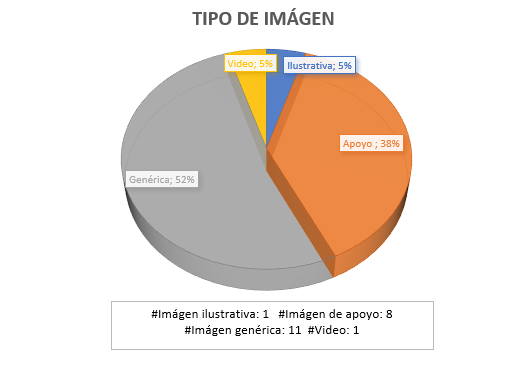 TIPO DE IMÁGEN
Video; 5%
Ilustrativa; 5%
Apoyo ; 38%
Genérica; 52%
#Imágen ilustrativa: 1 #Imágen de apoyo: 8
#Imágen genérica: 11 #Video: 1